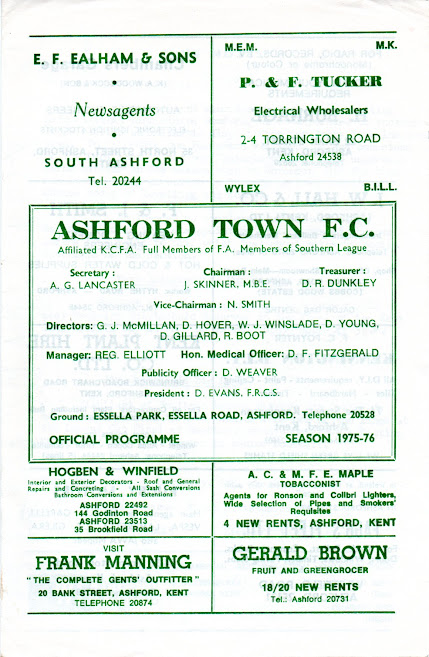 E. F. EALHAM & SONS
•
Newsagents
•
SOUTH ASHFORD
Tel. 20244
M.E.M. M.K.
P. & F. TUCKER
Electrical Wholesalers
2-4 TORRINGTON ROAD
Ashford 24538
WYLEX B.I.L.L.
ASHFORD TOWN F.C.
Affiliated K.C.F.A. Full Members of F.A. Members of Southern League
Secretary : Chairman : Treasurer :
A. G. LANCASTER J. SKINNER, M.B.E. D. R. DUNKLEY
Vice-Chairman : N. SMITH
Directors: G. J. McMILLAN, D. HOVER, W. J. WINSLADE, D. YOUNG,
D. GILLARD, R. BOOT
Manager: REG. ELLIOTT Hon. Medical Officer: D. F. FITZGERALD
Publicity Officer : D. WEAVER
President : D. EVANS, F.R.C.S.
Ground : ESSELLA PARK, ESSELLA ROAD, ASHFORD. Telephone 20528
OFFICIAL PROGRAMME SEASON 1975-76
HOGBEN & WINFIELD
Interior and Exterior Decorators - Roof and General
Repairs and Concreting - All Sash Conversions
Bathroom Conversions and Extensions
ASHFORD 22492
144 Godinton Road
ASHFORD 23513
35 Brookfield Road
A. C. & M. F. E. MAPLE
TOBACCONIST
Agents for Ronson and Colibri Lighters,
Wide Selection of Pipes and Smokers'
Requisites
4 NEW RENTS, ASHFORD, KENT
VISIT
FRANK MANNING
"THE COMPLETE GENTS' OUTFITTER"
20 BANK STREET, ASHFORD, KENT
TELEPHONE 20874
GERALD BROWN
FRUIT AND GREENGROCER
18/20 NEW RENTS
Tel.: Ashford 20731